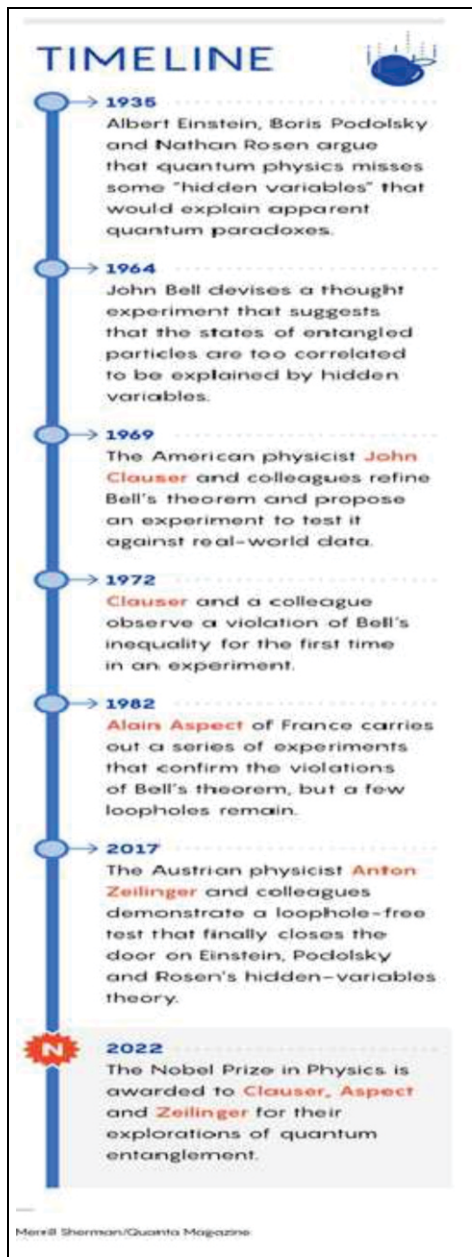 TIMELINE
1935
Albert Einstein, Boris Podolsky
and Nathan Rosen argue
that quantum physics misses
some "hidden variables" that
would explain apparent
quantum paradoxes.
1964
John Bell devises a thought
experiment that suggests
that the states of entangled
particles are too correlated
to be explained by hidden
variables.
1969
The American physicist John
Clauser and colleagues refine
Bell's theorem and propose
an experiment to test it
against real-world data.
1972
Clauser and a colleague
observe a violation of Bell's
inequality for the first time
in an experiment.
1982
Alain Aspect of France carries
out a series of experiments
that confirm the violations
of Bell's theorem, but a few
loopholes remain.
2017
The Austrian physicist Anton
Zeilinger and colleagues
demonstrate a loophole-free
test that finally closes the
door on Einstein, Podolsky
and Rosen's hidden-variables
theory.
N
2022
The Nobel Prize in Physics is
awarded to Clauser, Aspect
and Zeilinger for their
explorations of quantum
entanglement.
Merrill Sherman/Quanta Magazine